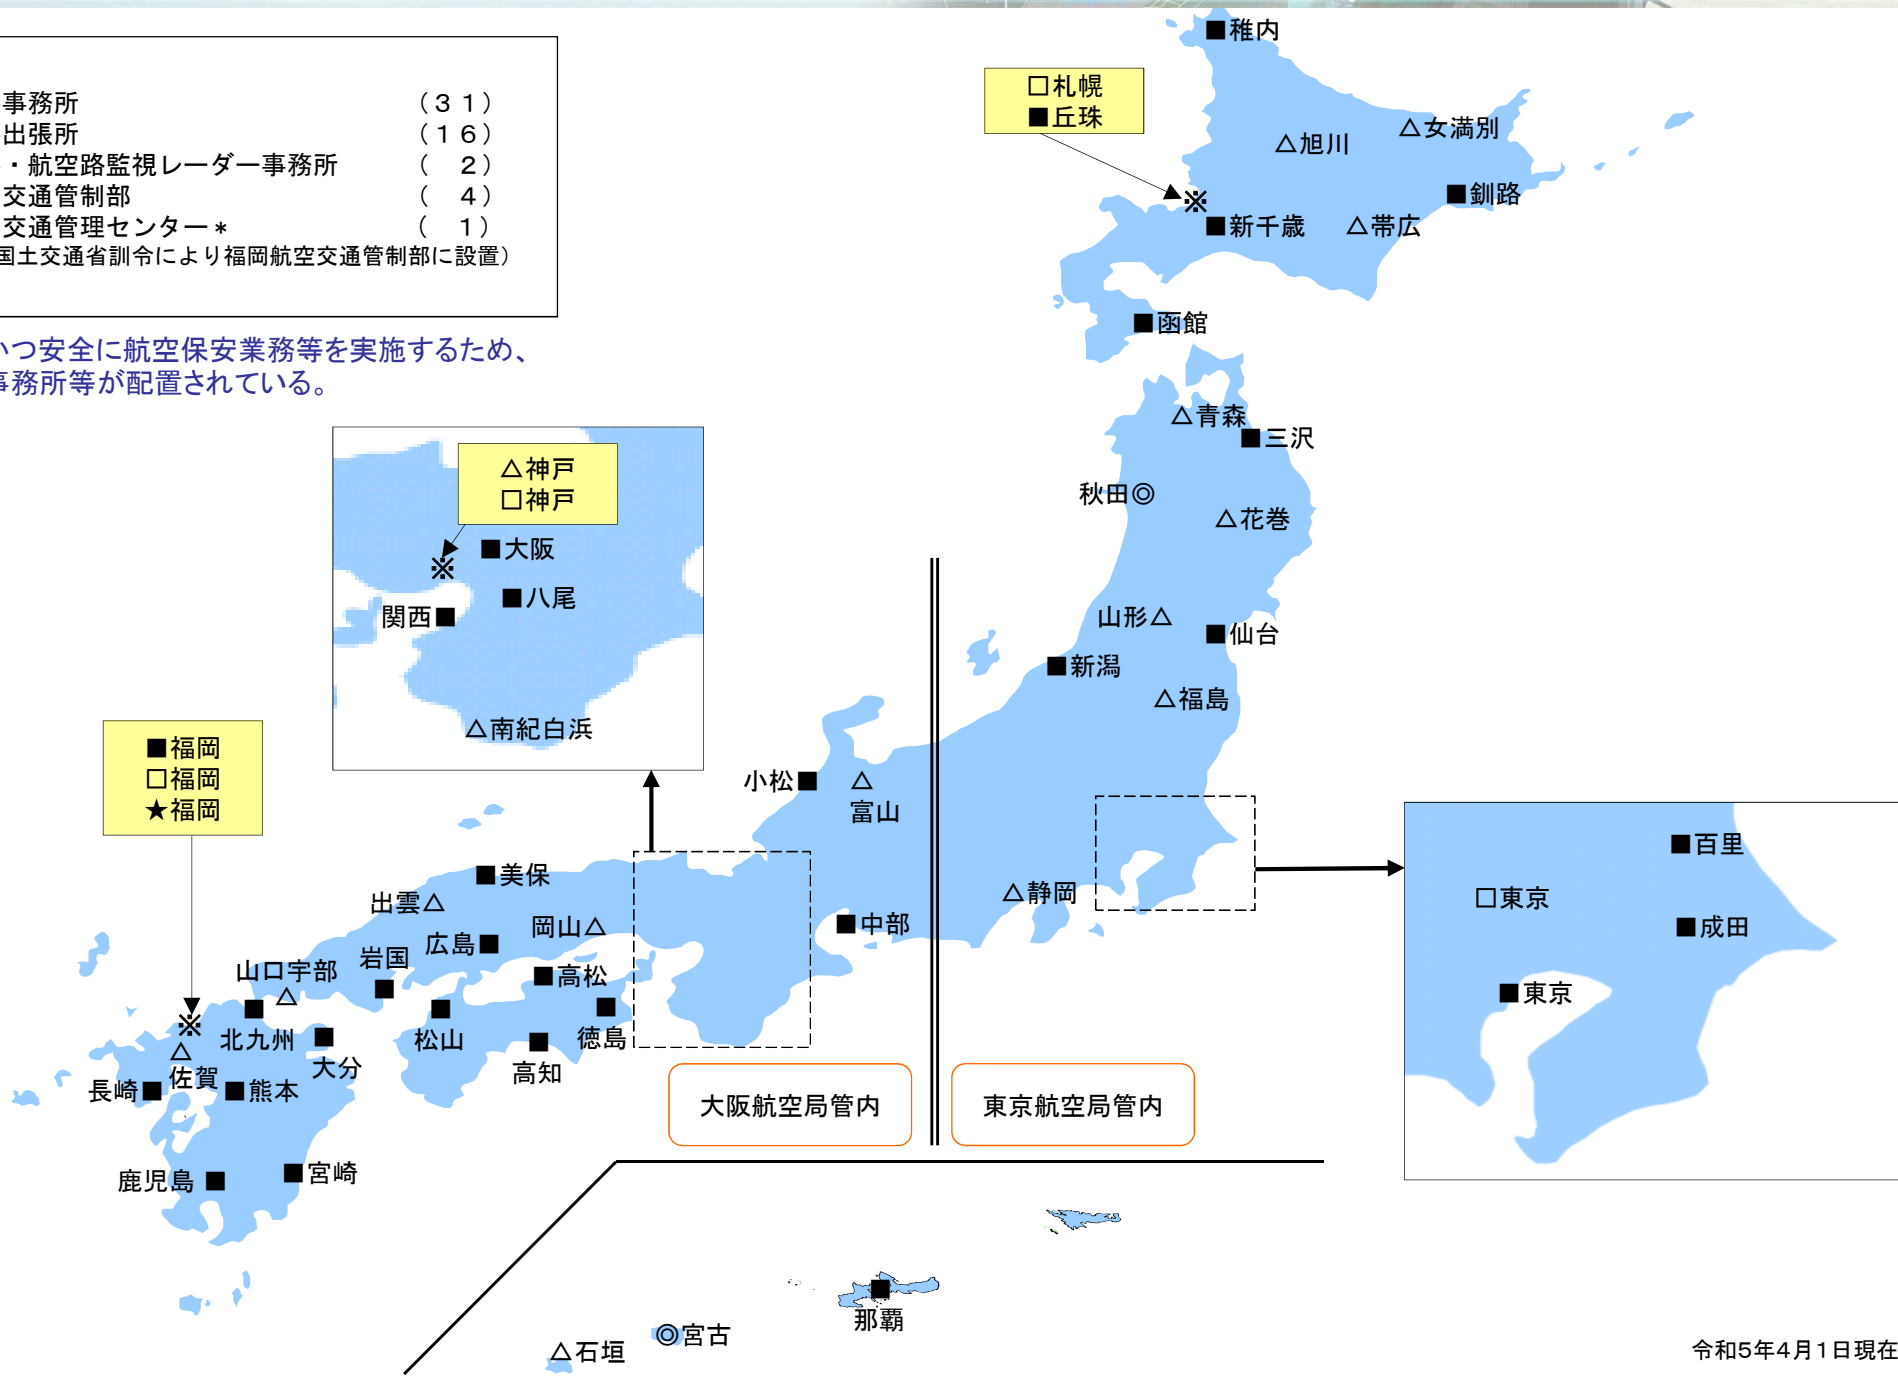 事務所 (31)
出張所 (16)
・航空路監視レーダー事務所 ( 2)
交通管制部 ( 4)
交通管理センター* ( 1)
国土交通省訓令により福岡航空交通管制部に設置)
つ安全に航空保安業務等を実施するため、
事務所等が配置されている。
■稚内
□札幌
■丘珠
△旭川
△女満別
■釧路
※
■新千歳
△帯広
■函館
△青森
■三沢
秋田◎
△花巻
山形△
■仙台
■新潟
△福島
△神戸
□神戸
■大阪
※
■八尾
関西■
△南紀白浜
■福岡
□福岡
★福岡
小松■
△
富山
■百里
□東京
■成田
■東京
■美保
出雲△
岡山△
△静岡
■中部
広島■
岩国
■
山口宇部
△
■高松
※
■
北九州
■
大分
■
松山
■
徳島
■
高知
△
佐賀
長崎■
■熊本
鹿児島■
■宮崎
大阪航空局管内
東京航空局管内
■
那覇
◎宮古
△石垣
令和5年4月1日現在